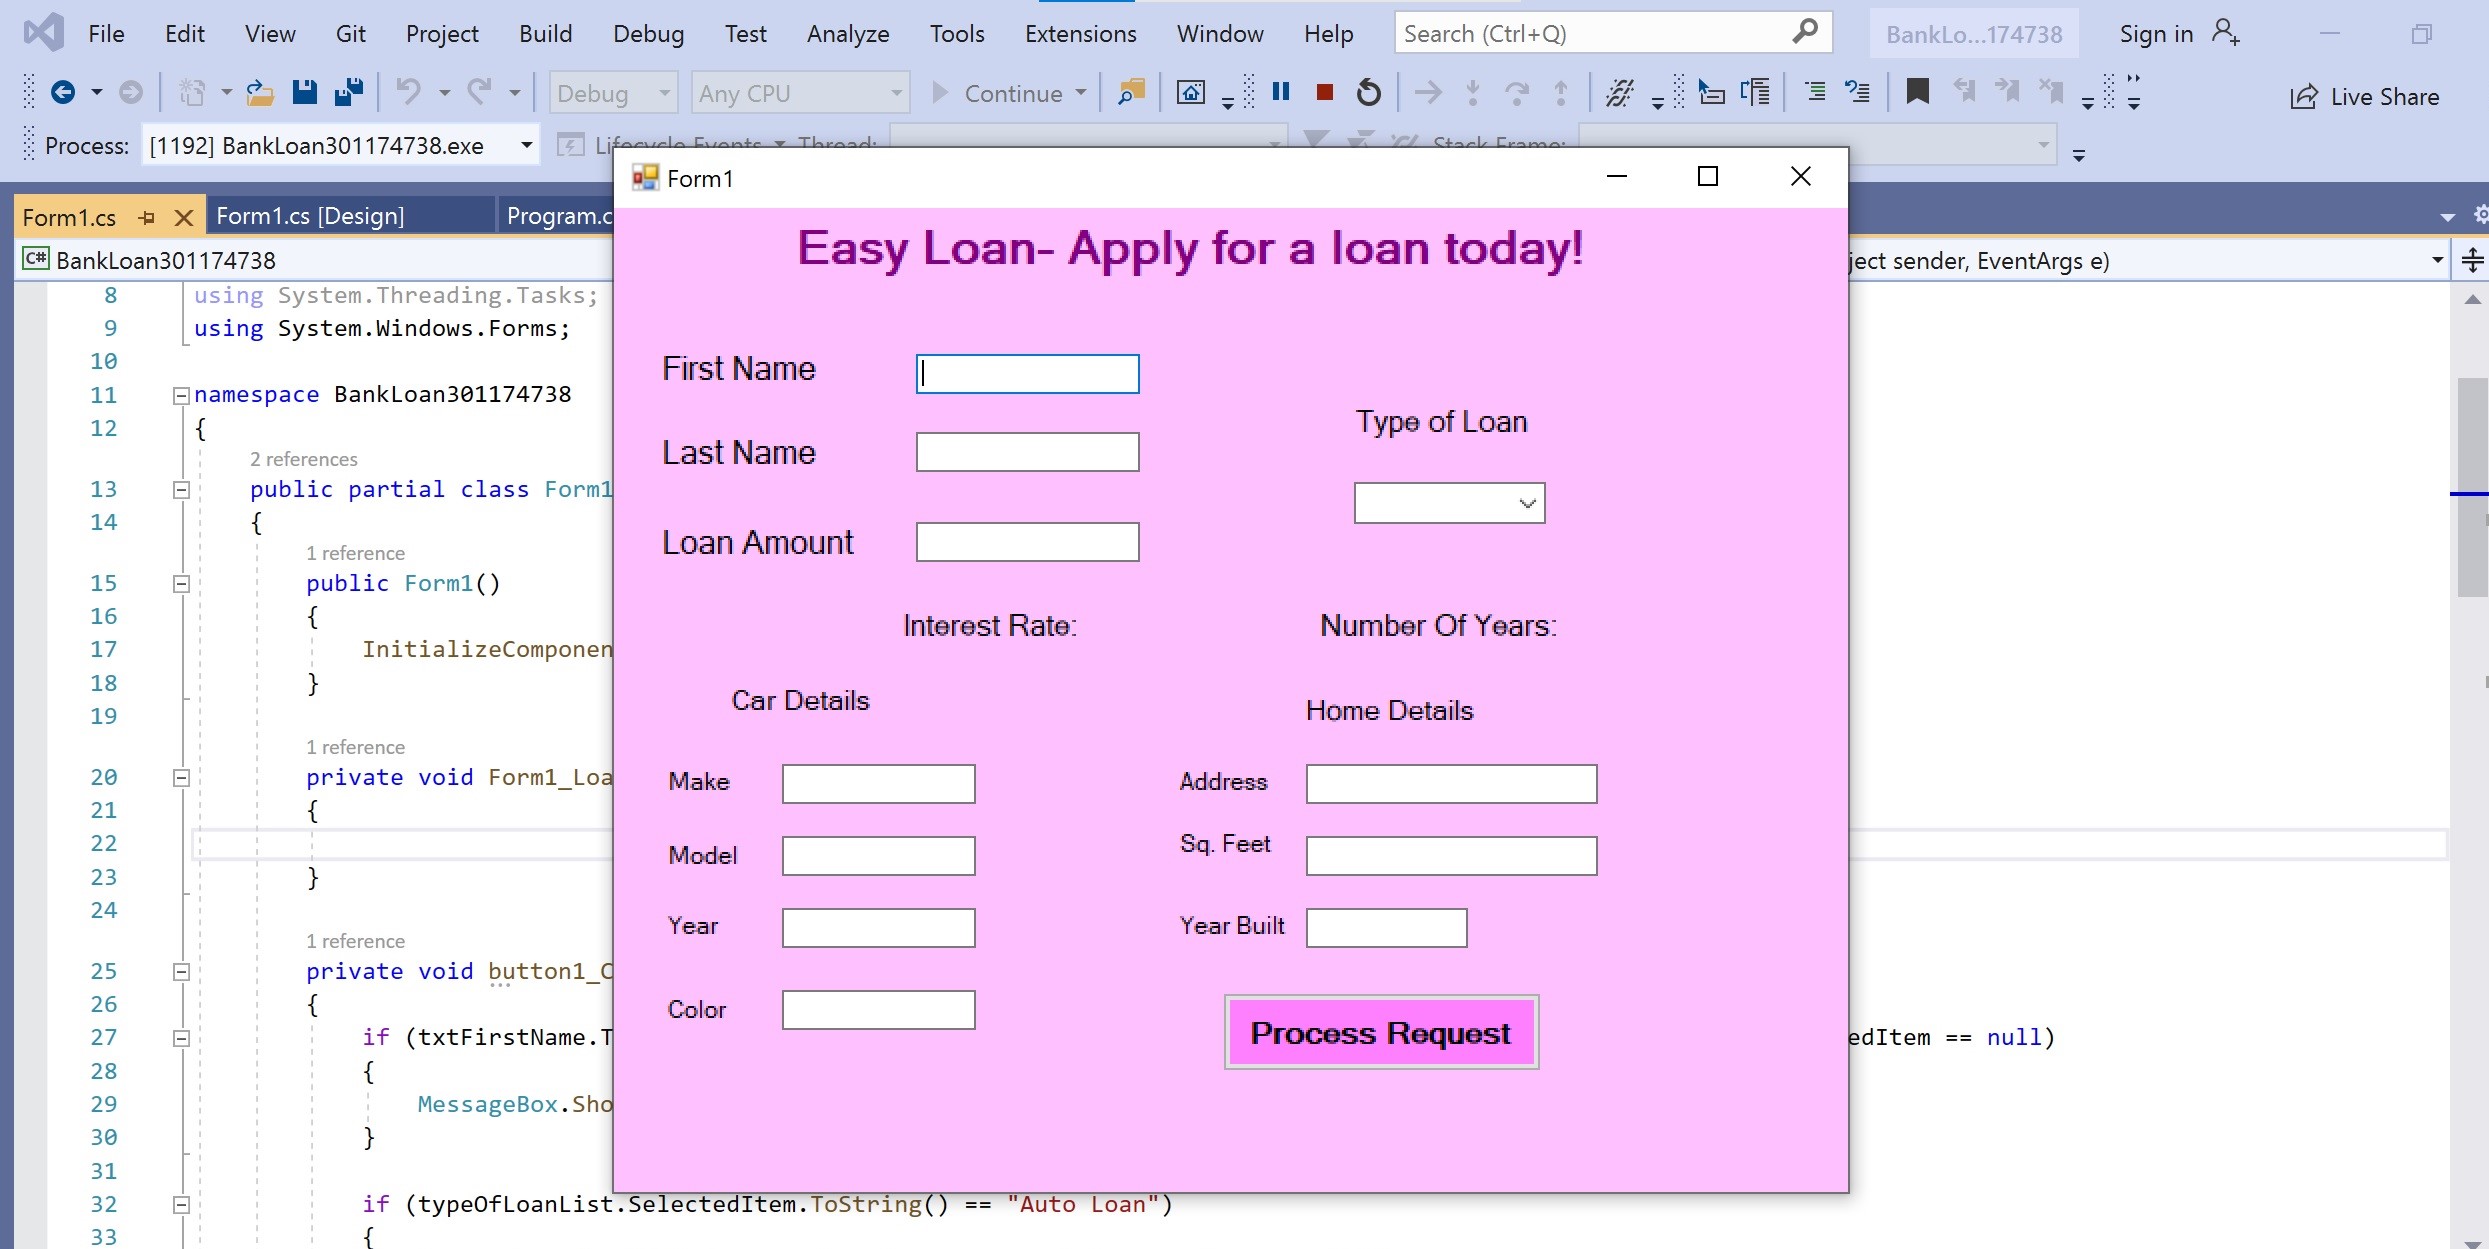 File Edit View Git Project Build Debug Test Analyze Tools Extensions Window Help Search (Ctrl+Q) BankLo...174738 Sign in
Debug Any CPU Continue Live Share
Process: [1192] BankLoan301174738.exe Lifecycle Events Thread: Stack Frame:
Form1
Form1.cs Form1.cs [Design] Program.c
C# BankLoan301174738 ject sender, EventArgs e)
8 using System.Threading.Tasks;
9 using System.Windows.Forms;
10
11 namespace BankLoan301174738
12 {
2 references
13 public partial class Form1
14 {
1 reference
15 public Form1()
16 {
17 InitializeComponen
18 }
19
1 reference
20 private void Form1_Loa
21 {
22
23 }
24
1 reference
25 private void button1_C
26 {
27 if (txtFirstName.T edItem == null)
28 {
29 MessageBox.Sho
30 }
31
32 if (typeOfLoanList.SelectedItem.ToString() == "Auto Loan")
33 {
Easy Loan- Apply for a loan today!
First Name
Last Name
Type of Loan
Loan Amount
Interest Rate: Number Of Years:
Car Details
Home Details
Make Address
Model Sq. Feet
Year Year Built
Color
Process Request